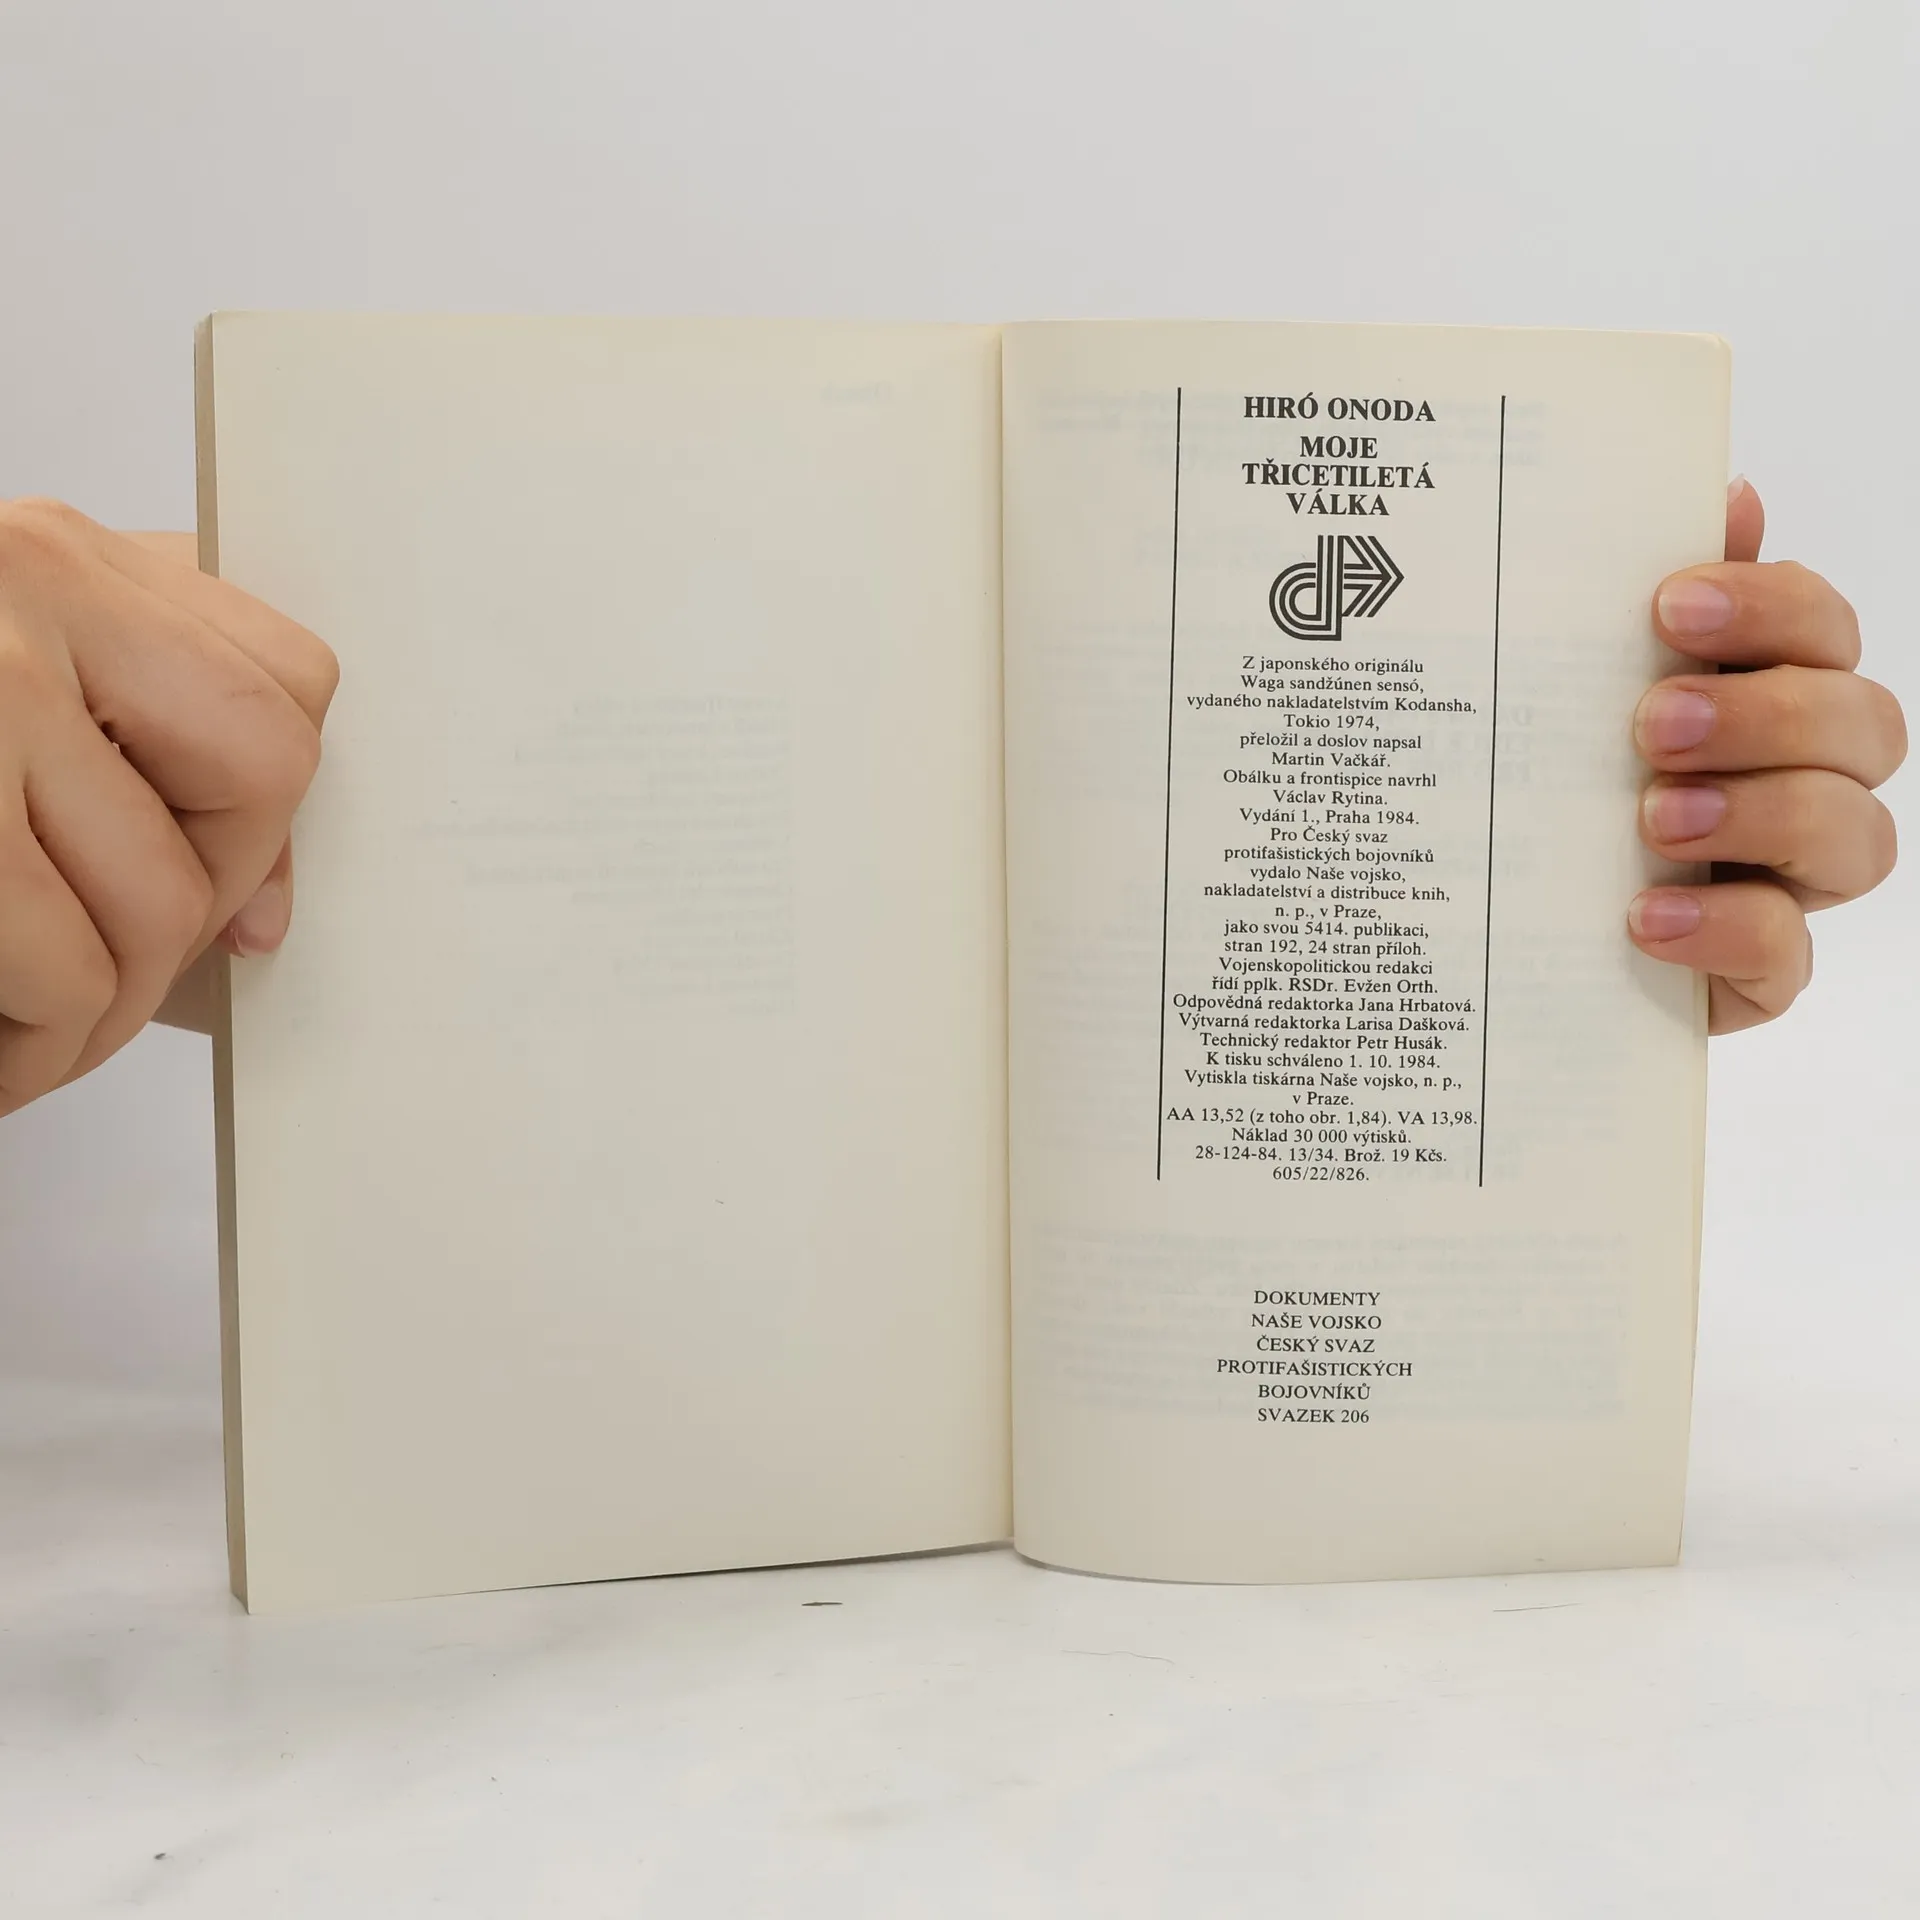 HIRÓ ONODA
MOJE
TŘICETILETÁ
VÁLKA
Z japonského originálu
Waga sandžúnen sensó,
vydaného nakladatelstvím Kodansha,
Tokio 1974,
přeložil a doslov napsal
Martin Vačkář.
Obálku a frontispice navrhl
Václav Rytina.
Vydání 1., Praha 1984.
Pro Český svaz
protifašistických bojovníků
vydalo Naše vojsko,
nakladatelství a distribuce knih,
n. p., v Praze,
jako svou 5414. publikaci,
stran 192, 24 stran příloh.
Vojenskopolitickou redakci
řídí pplk. RSDr. Evžen Orth.
Odpovědná redaktorka Jana Hrbatová.
Výtvarná redaktorka Larisa Dašková.
Technický redaktor Petr Husák.
K tisku schváleno 1. 10. 1984.
Vytiskla tiskárna Naše vojsko, n. p.,
v Praze.
AA 13,52 (z toho obr. 1,84). VA 13,98.
Náklad 30 000 výtisků.
28-124-84. 13/34. Brož. 19 Kčs.
605/22/826.
DOKUMENTY
NAŠE VOJSKO
ČESKÝ SVAZ
PROTIFAŠISTICKÝCH
BOJOVNÍKŮ
SVAZEK 206